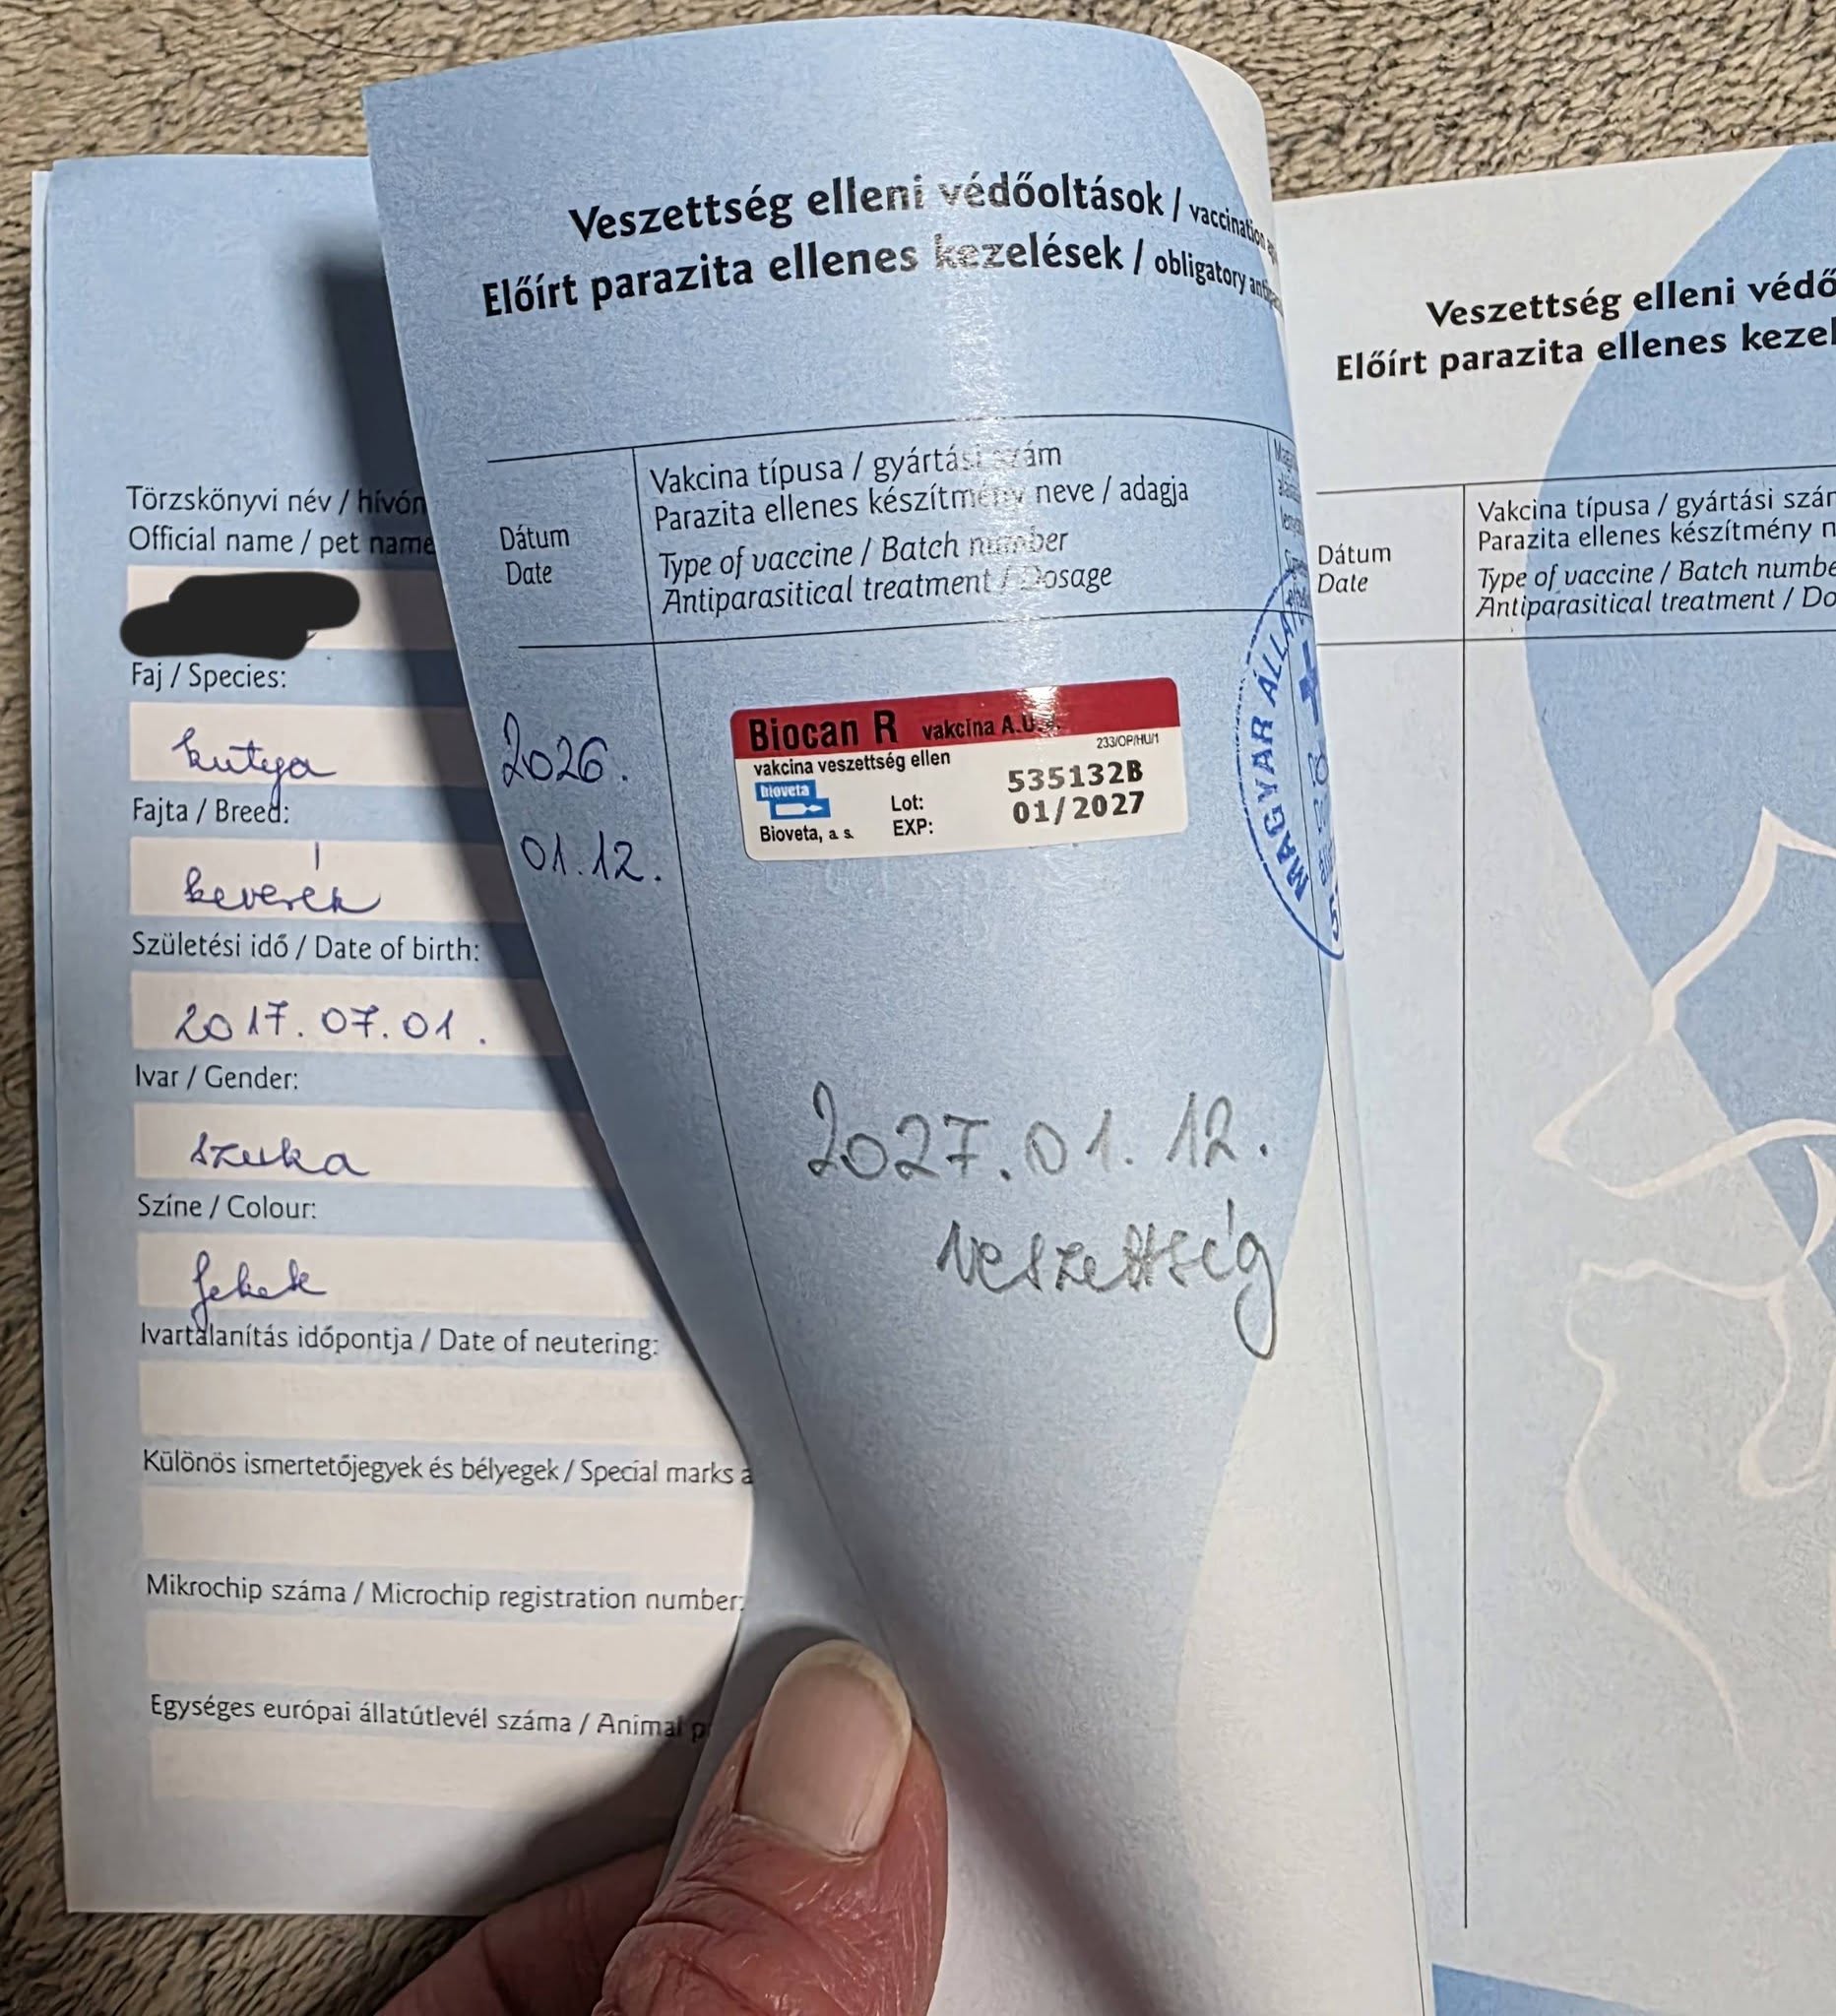 Törzskönyvi név / hívón
Official name / pet name
Faj / Species:
kutya
Fajta / Breed:
keverék
Születési idő / Date of birth:
2017.07.01.
Ivar / Gender:
szuka
Színe / Colour:
fekete
Ivartalanítás időpontja / Date of neutering:
Különös ismertetőjegyek és bélyegek / Special marks a
Mikrochip száma / Microchip registration number:
Egységes európai állatútlevél száma / Animal p
Veszettség elleni védőoltások / vaccination
Előírt parazita ellenes kezelések / obligatory
Dátum
Date
Vakcina típusa / gyártási szám
Parazita ellenes készítmény neve / adagja
Type of vaccine / Batch number
Antiparasitical treatment / Dosage
2026.
01.12.
Biocan R vakcina A.U.V.
233/OP/HU/1
vakcina veszettség ellen
bioveta
Bioveta, a s.
Lot: 535132B
EXP: 01/2027
MAGYAR ÁLLAT
2027.01.12.
veszettség
Veszettség elleni védő
Előírt parazita ellenes kezel
Dátum
Date
Vakcina típusa / gyártási szám
Parazita ellenes készítmény n
Type of vaccine / Batch numbe
Antiparasitical treatment / Do